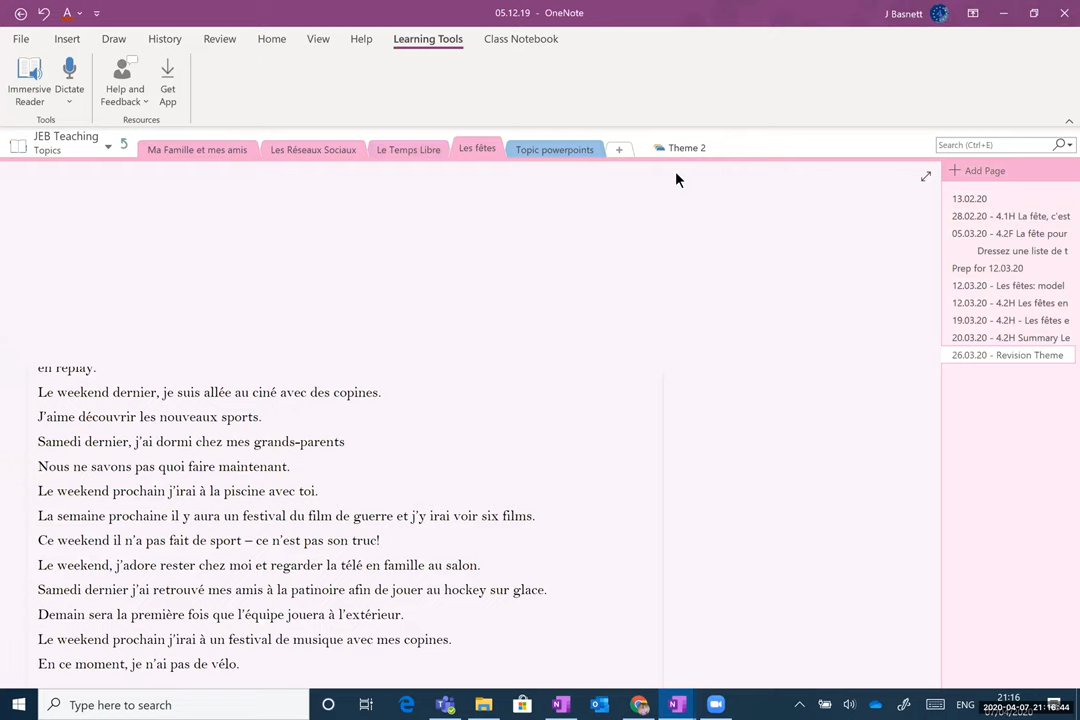 05.12.19 - OneNote
J Basnett
File Insert Draw History Review Home View Help Learning Tools Class Notebook
Immersive Reader
Dictate
Help and Feedback
Get App
Tools
Resources
JEB Teaching
Topics
Ma Famille et mes amis
Les Réseaux Sociaux
Le Temps Libre
Les fêtes
Topic powerpoints
Theme 2
Search (Ctrl+E)
Add Page
13.02.20
28.02.20 - 4.1H La fête, c'est
05.03.20 - 4.2F La fête pour
Dressez une liste de t
Prep for 12.03.20
12.03.20 - Les fêtes: model
12.03.20 - 4.2H Les fêtes en
19.03.20 - 4.2H - Les fêtes e
20.03.20 - 4.2H Summary Le
26.03.20 - Revision Theme
en replay.
Le weekend dernier, je suis allée au ciné avec des copines.
J'aime découvrir les nouveaux sports.
Samedi dernier, j'ai dormi chez mes grands-parents
Nous ne savons pas quoi faire maintenant.
Le weekend prochain j'irai à la piscine avec toi.
La semaine prochaine il y aura un festival du film de guerre et j'y irai voir six films.
Ce weekend il n'a pas fait de sport – ce n'est pas son truc!
Le weekend, j'adore rester chez moi et regarder la télé en famille au salon.
Samedi dernier j'ai retrouvé mes amis à la patinoire afin de jouer au hockey sur glace.
Demain sera la première fois que l'équipe jouera à l'extérieur.
Le weekend prochain j'irai à un festival de musique avec mes copines.
En ce moment, je n'ai pas de vélo.
Type here to search
ENG
21:16
2020-04-07 21:16:44